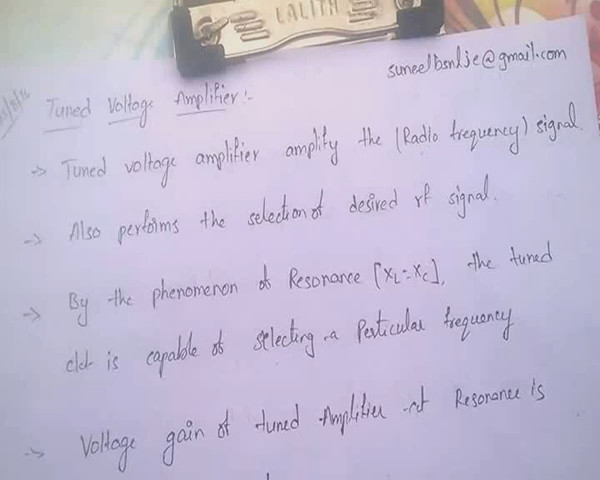 LALITH
suneelbsnlje@gmail.com
Tuned Voltage Amplifier:-
-> Tuned voltage amplifier amplify the (Radio frequency) signal.
-> Also performs the selection of desired rf signal.
-> By the phenomenon of Resonance [XL=XC], the tuned
ckt is capable of selecting a Perticular frequency
-> Voltage gain of tuned Amplifier at Resonance is